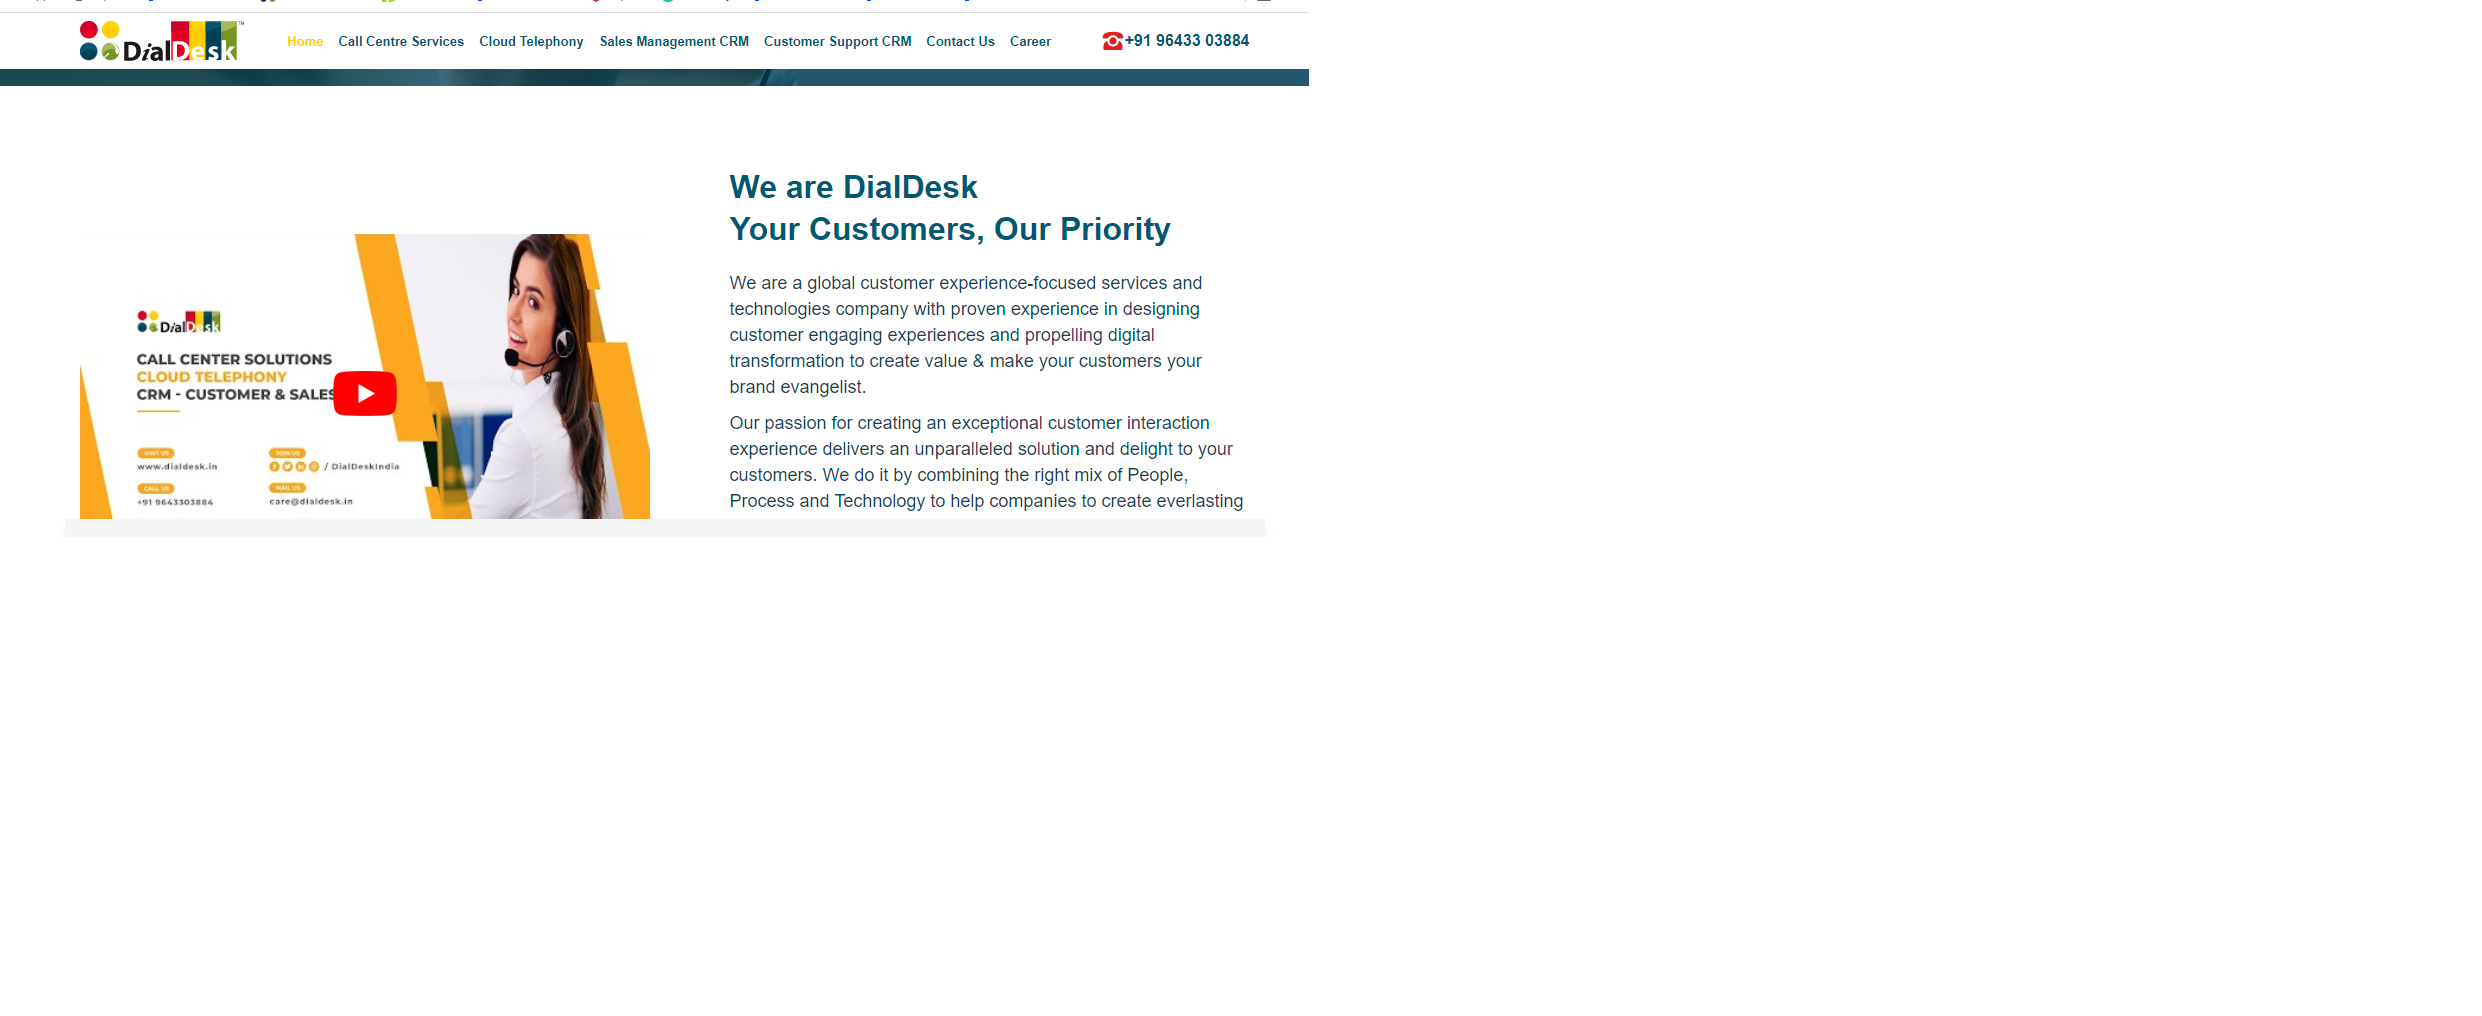 DialDesk™
Home Call Centre Services Cloud Telephony Sales Management CRM Customer Support CRM Contact Us Career +91 96433 03884
We are DialDesk
Your Customers, Our Priority
We are a global customer experience-focused services and
technologies company with proven experience in designing
customer engaging experiences and propelling digital
transformation to create value & make your customers your
brand evangelist.
Our passion for creating an exceptional customer interaction
experience delivers an unparalleled solution and delight to your
customers. We do it by combining the right mix of People,
Process and Technology to help companies to create everlasting
DialDesk
CALL CENTER SOLUTIONS
CLOUD TELEPHONY
CRM - CUSTOMER & SALES
VISIT US
www.dialdesk.in
JOIN US
/ DialDeskIndia
CALL US
+91 9643303884
MAIL US
care@dialdesk.in